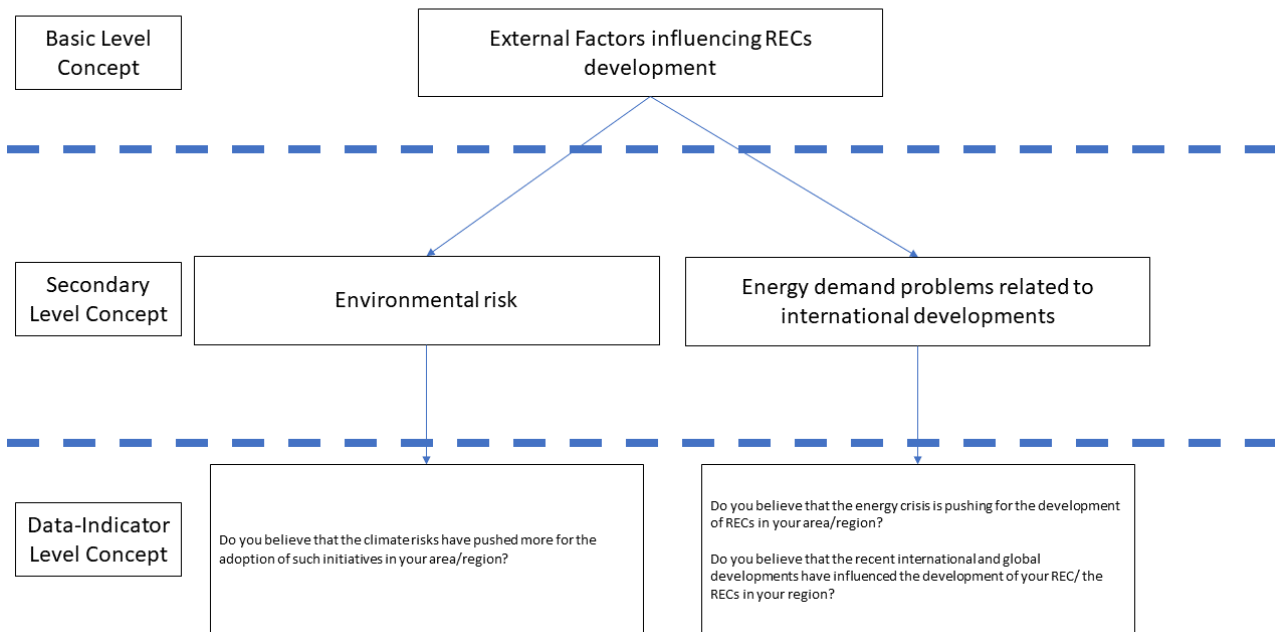 Basic Level
Concept
External Factors influencing RECs
development
Secondary
Level Concept
Environmental risk
Energy demand problems related to
international developments
Data-Indicator
Level Concept
Do you believe that the climate risks have pushed more for the
adoption of such initiatives in your area/region?
Do you believe that the energy crisis is pushing for the development
of RECs in your area/region?
Do you believe that the recent international and global
developments have influenced the development of your REC/ the
RECs in your region?